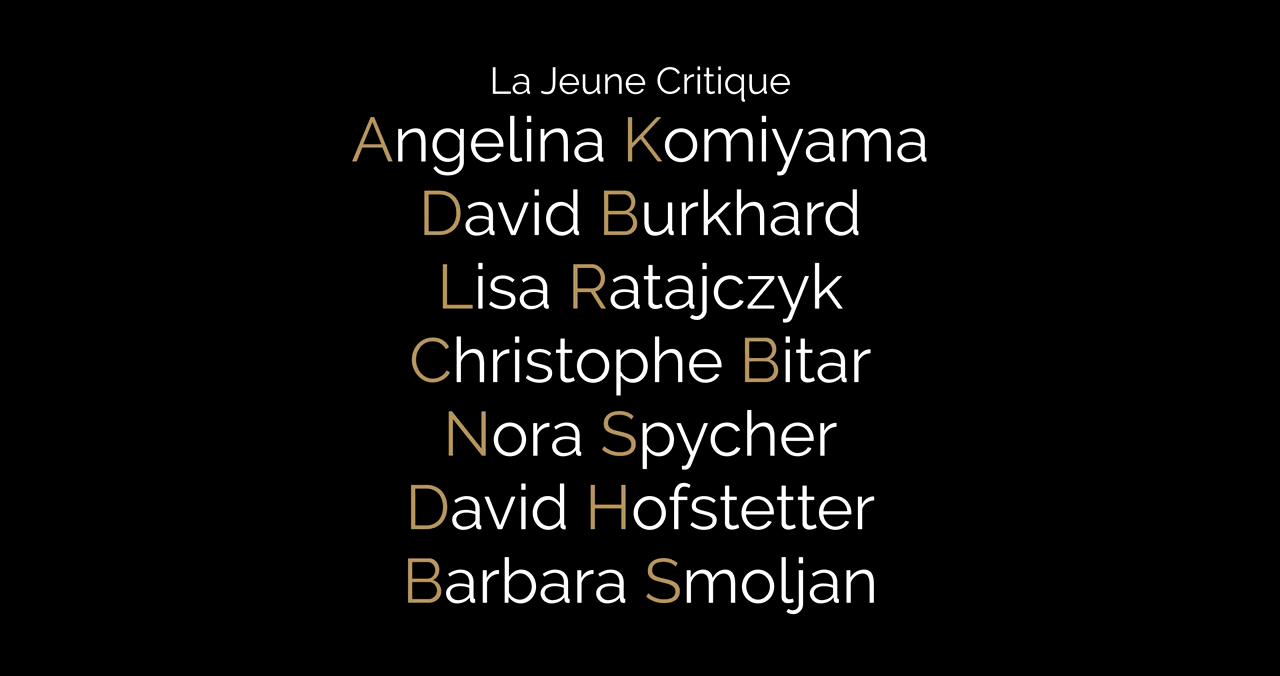 La Jeune Critique
Angelina Komiyama
David Burkhard
Lisa Ratajczyk
Christophe Bitar
Nora Spycher
David Hofstetter
Barbara Smoljan